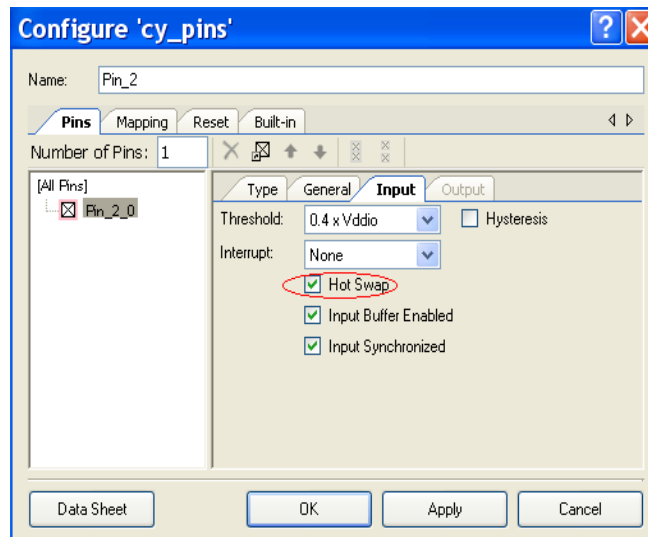 Configure 'cy_pins'
Name: Pin_2
Pins Mapping Reset Built-in
Number of Pins: 1
[All Pins]
Pin_2_0
Type General Input Output
Threshold: 0.4 x Vddio Hysteresis
Interrupt: None
Hot Swap
Input Buffer Enabled
Input Synchronized
Data Sheet OK Apply Cancel